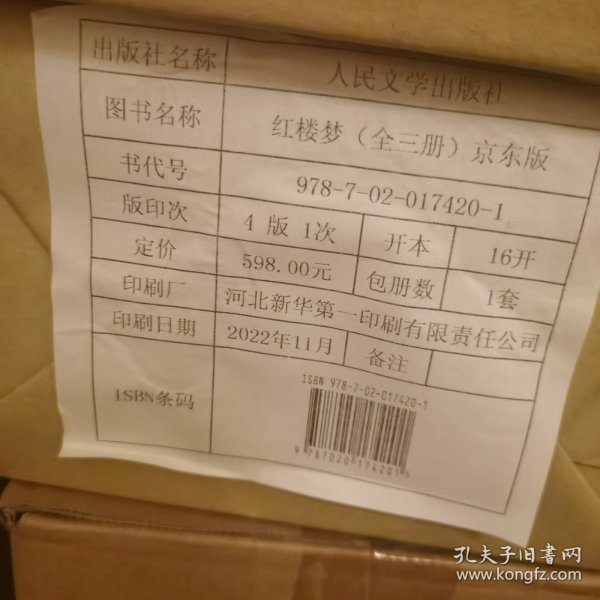 出版社名称 人民文学出版社
图书名称 红楼梦（全三册）京东版
书代号 978-7-02-017420-1
版印次 4 版 1次 开本 16开
定价 598.00元 包册数 1套
印刷厂 河北新华第一印刷有限责任公司
印刷日期 2022年11月 备注
ISBN条码
ISBN 978-7-02-017420-1
9 787020 174201
孔夫子旧书网
www.kongfz.com